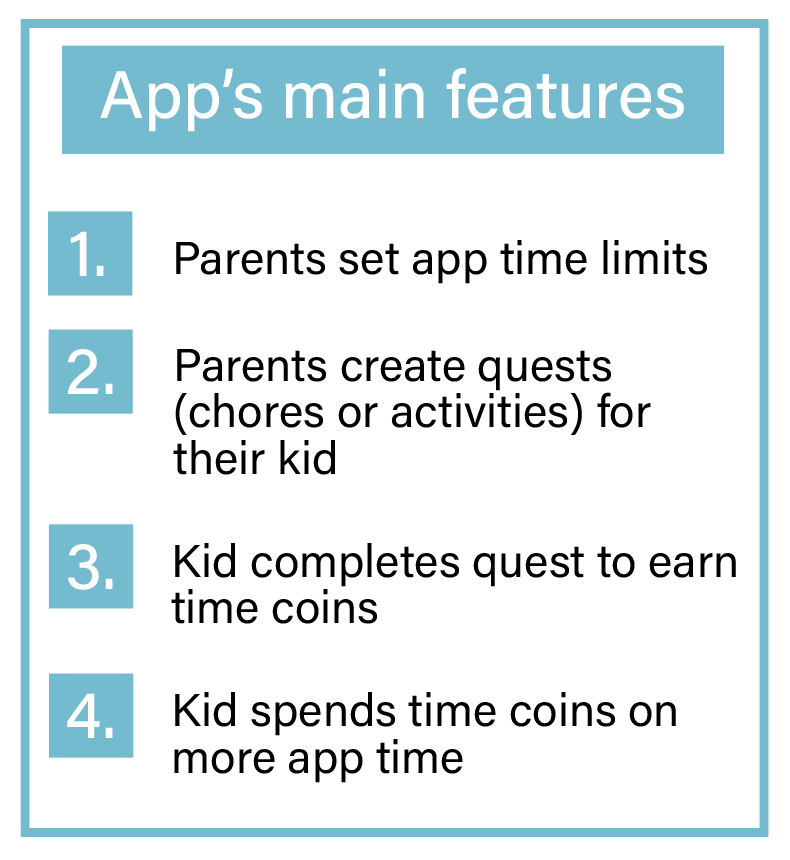 App's main features
1. Parents set app time limits
2. Parents create quests
(chores or activities) for
their kid
3. Kid completes quest to earn
time coins
4. Kid spends time coins on
more app time